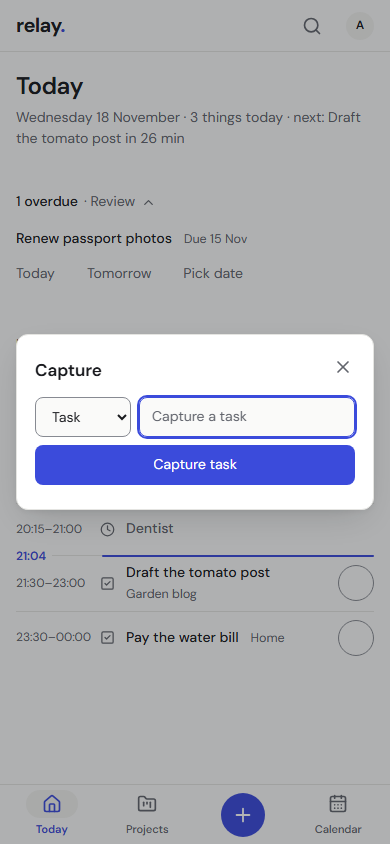 relay.
A
Today
Wednesday 18 November · 3 things today · next: Draft
the tomato post in 26 min
1 overdue · Review
Renew passport photos Due 15 Nov
Today Tomorrow Pick date
Capture
Task Capture a task
Capture task
20:15–21:00 Dentist
21:04
21:30–23:00 Draft the tomato post
Garden blog
23:30–00:00 Pay the water bill Home
Today Projects Calendar